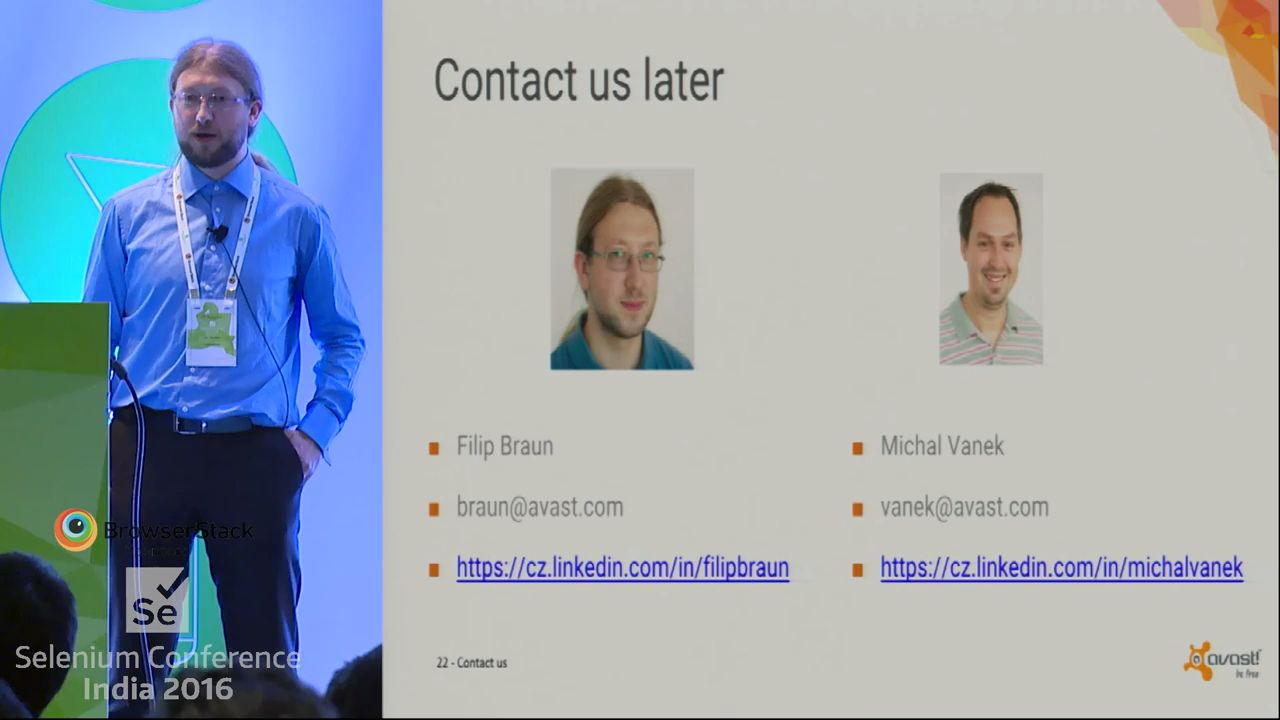 Contact us later
Filip Braun
braun@avast.com
https://cz.linkedin.com/in/filipbraun
Michal Vanek
vanek@avast.com
https://cz.linkedin.com/in/michalvanek
22 - Contact us
avast!
be free
BrowserStack
Se
Selenium Conference
India 2016